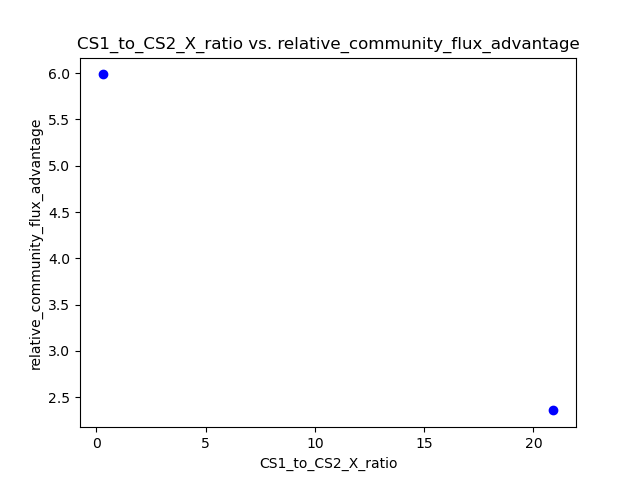 CS1_to_CS2_X_ratio vs. relative_community_flux_advantage
relative_community_flux_advantage
6.0
5.5
5.0
4.5
4.0
3.5
3.0
2.5
0 5 10 15 20
CS1_to_CS2_X_ratio